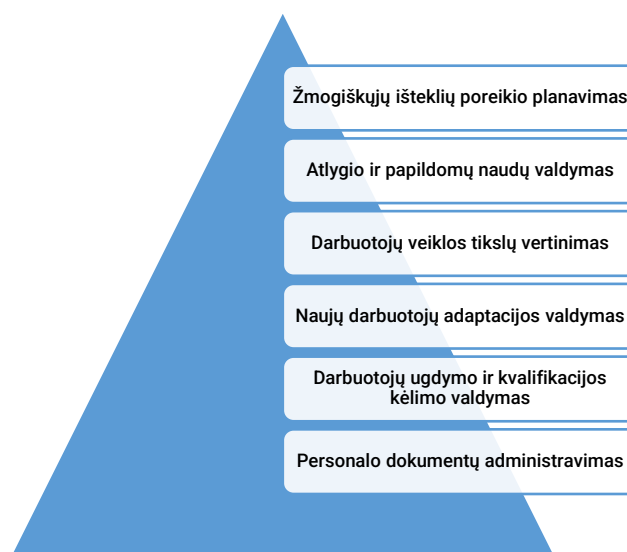 Žmogiškųjų išteklių poreikio planavimas
Atlygio ir papildomų naudų valdymas
Darbuotojų veiklos tikslų vertinimas
Naujų darbuotojų adaptacijos valdymas
Darbuotojų ugdymo ir kvalifikacijos
kėlimo valdymas
Personalo dokumentų administravimas